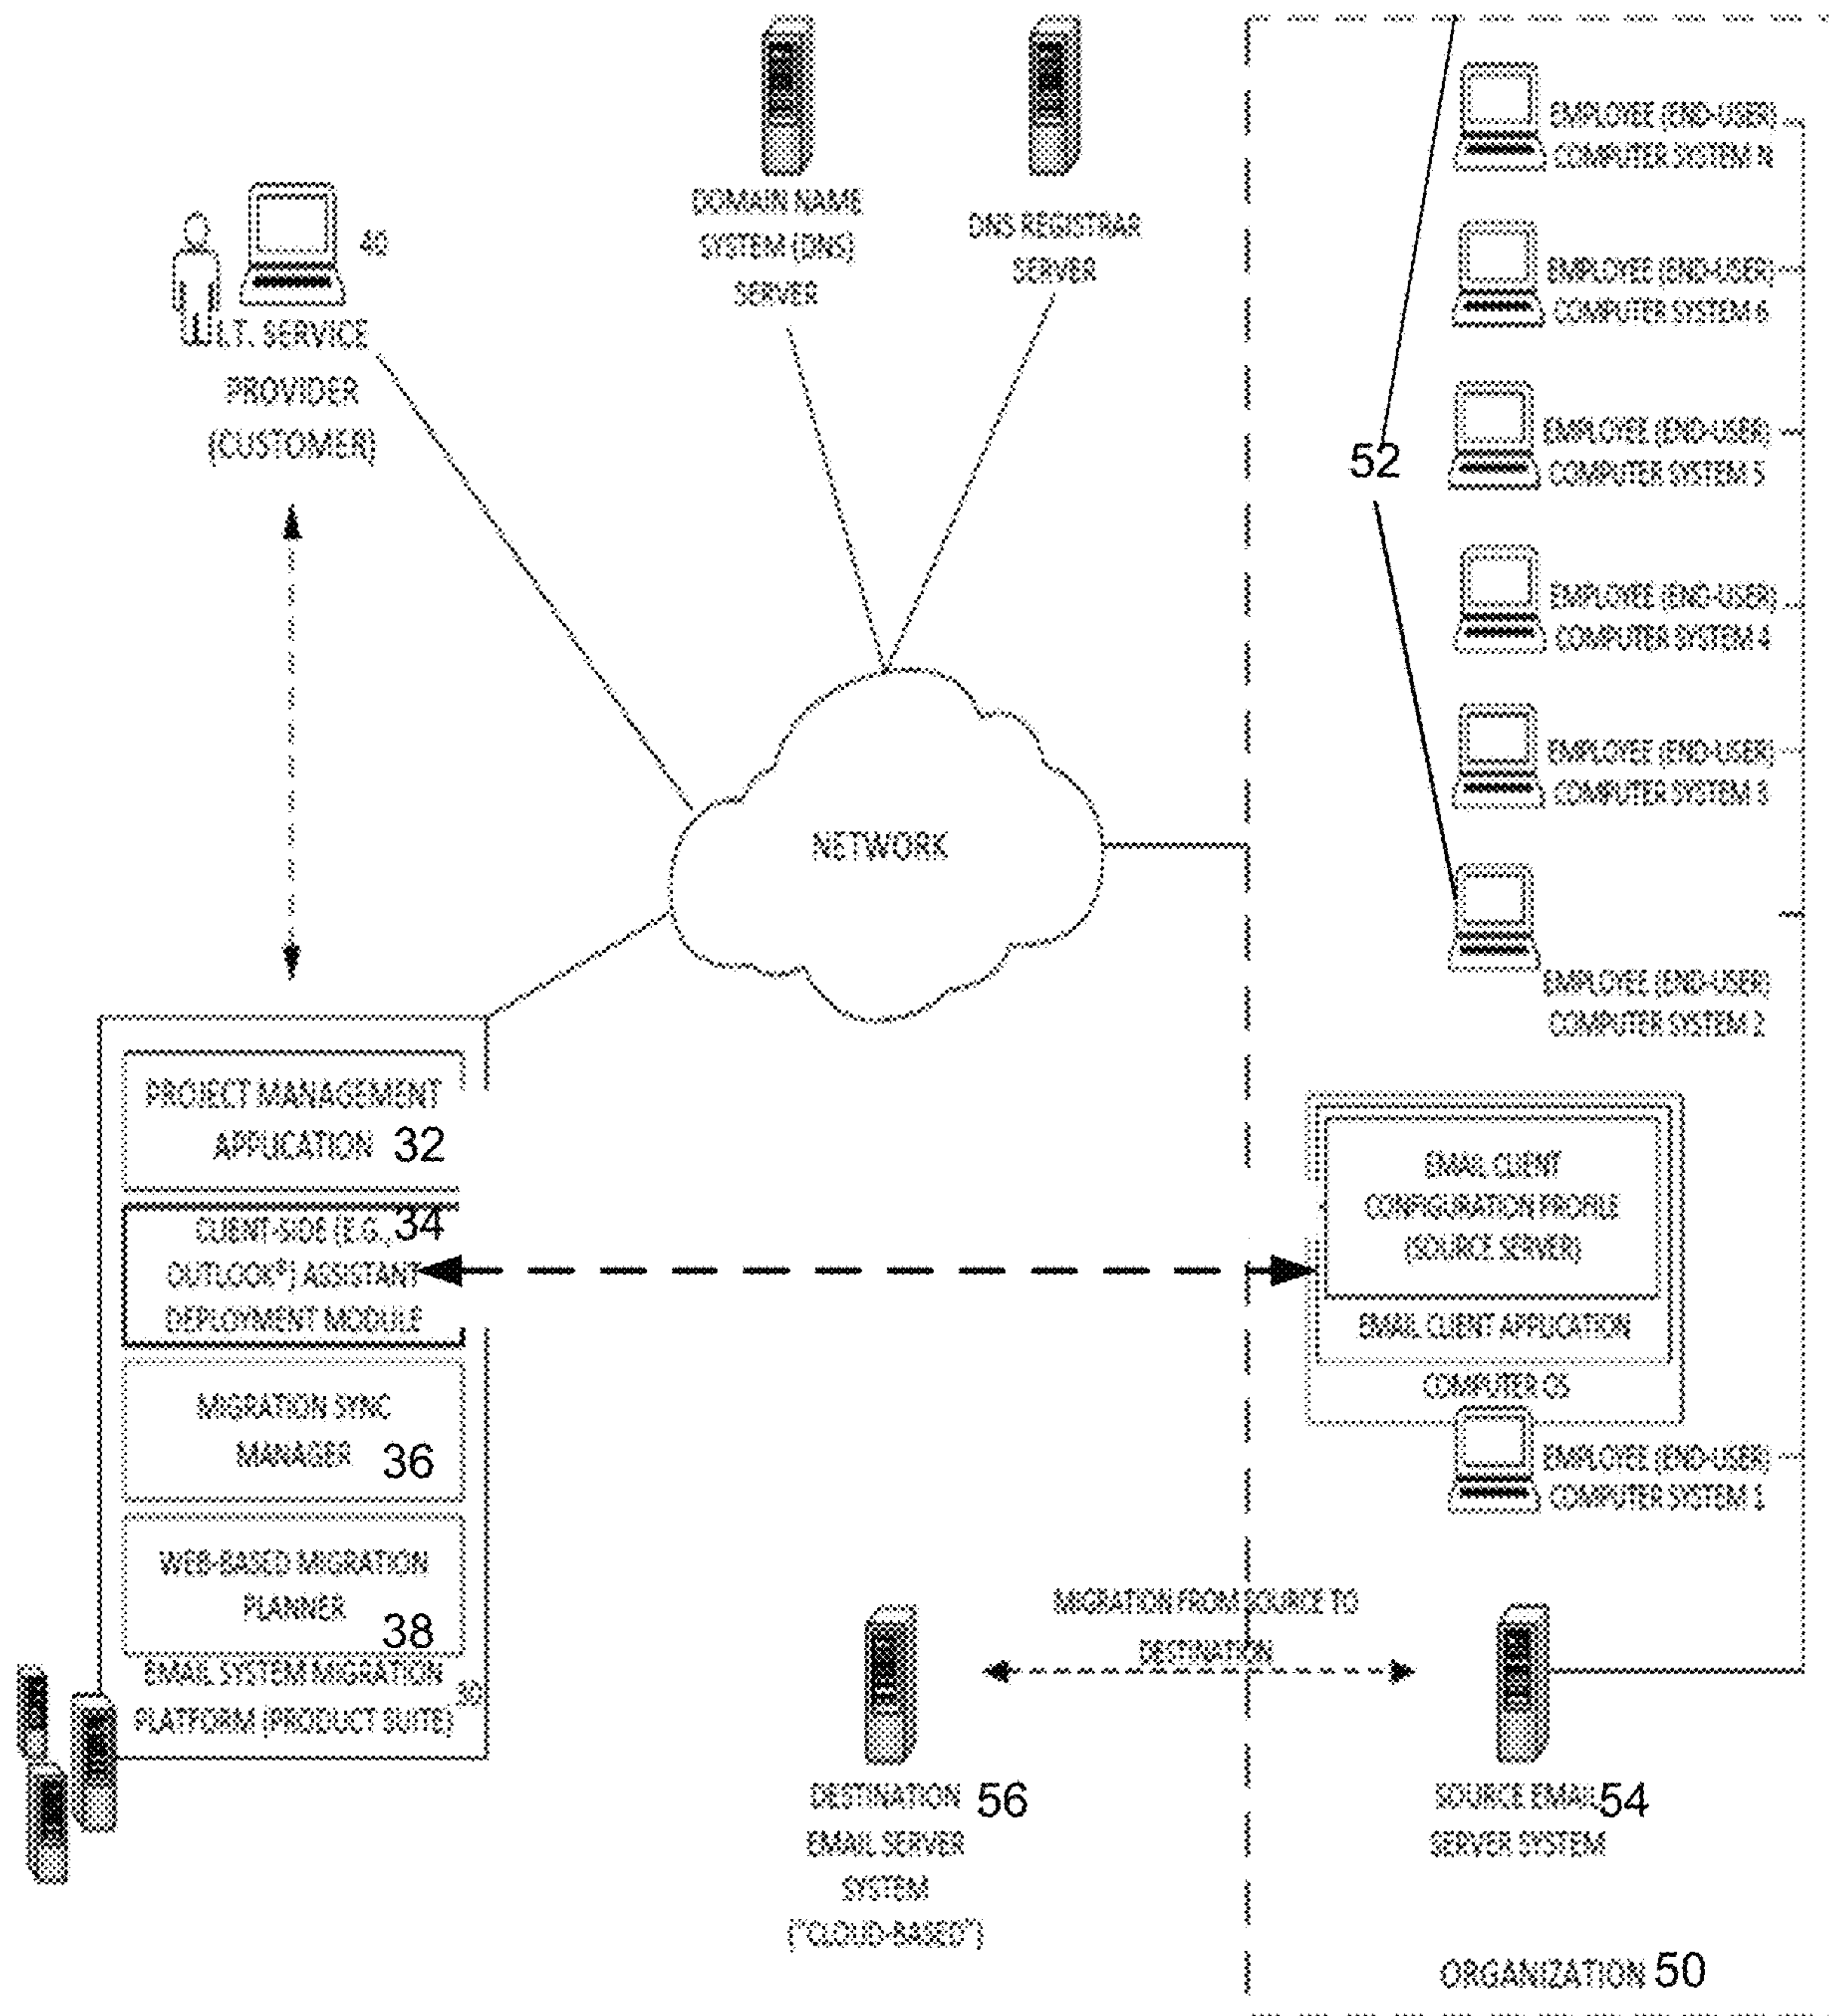 DOMAIN NAME
SYSTEM (DNS)
SERVER
DNS REGISTRAR
SERVER
40
I.T. SERVICE
PROVIDER
(CUSTOMER)
EMPLOYEE (END-USER)
COMPUTER SYSTEM N
EMPLOYEE (END-USER)
COMPUTER SYSTEM 6
EMPLOYEE (END-USER)
COMPUTER SYSTEM 5
52
EMPLOYEE (END-USER)
COMPUTER SYSTEM 4
EMPLOYEE (END-USER)
COMPUTER SYSTEM 3
EMPLOYEE (END-USER)
COMPUTER SYSTEM 2
NETWORK
PROJECT MANAGEMENT
APPLICATION 32
CLIENT-SIDE (E.G., 34
OUTLOOK®) ASSISTANT
DEPLOYMENT MODULE
MIGRATION SYNC
MANAGER 36
WEB-BASED MIGRATION
PLANNER
38
EMAIL SYSTEM MIGRATION
PLATFORM (PRODUCT SUITE) 30
EMAIL CLIENT
CONFIGURATION PROFILE
(SOURCE SERVER)
EMAIL CLIENT APPLICATION
COMPUTER OS
EMPLOYEE (END-USER)
COMPUTER SYSTEM 1
MIGRATION FROM SOURCE TO
DESTINATION
DESTINATION 56
EMAIL SERVER
SYSTEM
("CLOUD-BASED")
SOURCE EMAIL 54
SERVER SYSTEM
ORGANIZATION 50